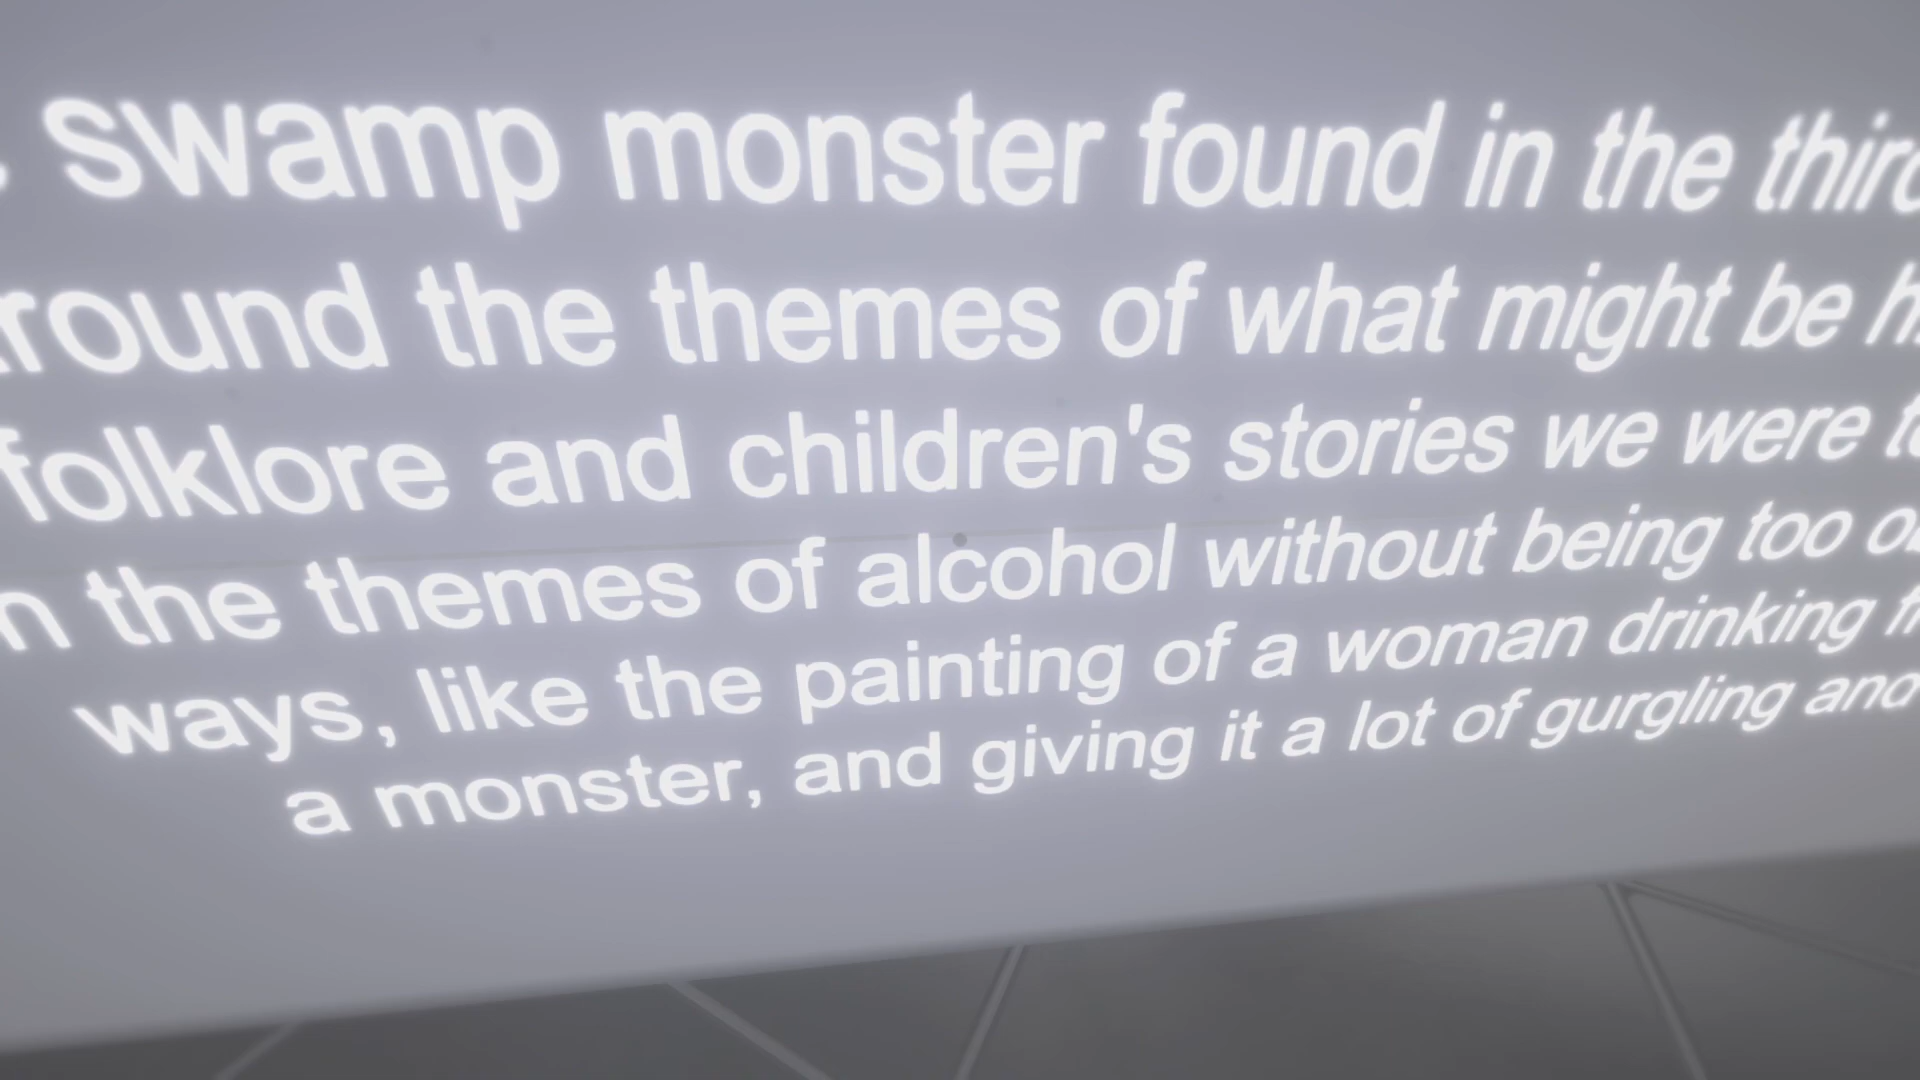 swamp monster found in the
the themes of what might be
folklore and children's stories we were
the themes of alcohol without being too
ways, like the painting of a woman drinking
a monster, and giving it a lot of gurgling and